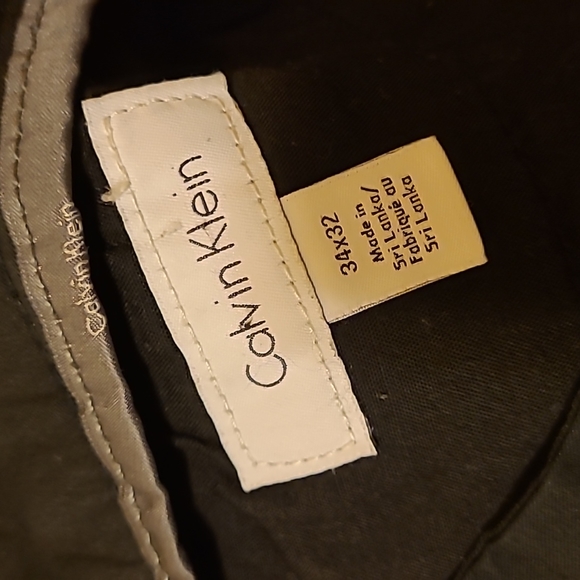 Calvin Klein
Calvin Klein
34X32
Made in
Sri Lanka/
Fabriqué au
Sri Lanka